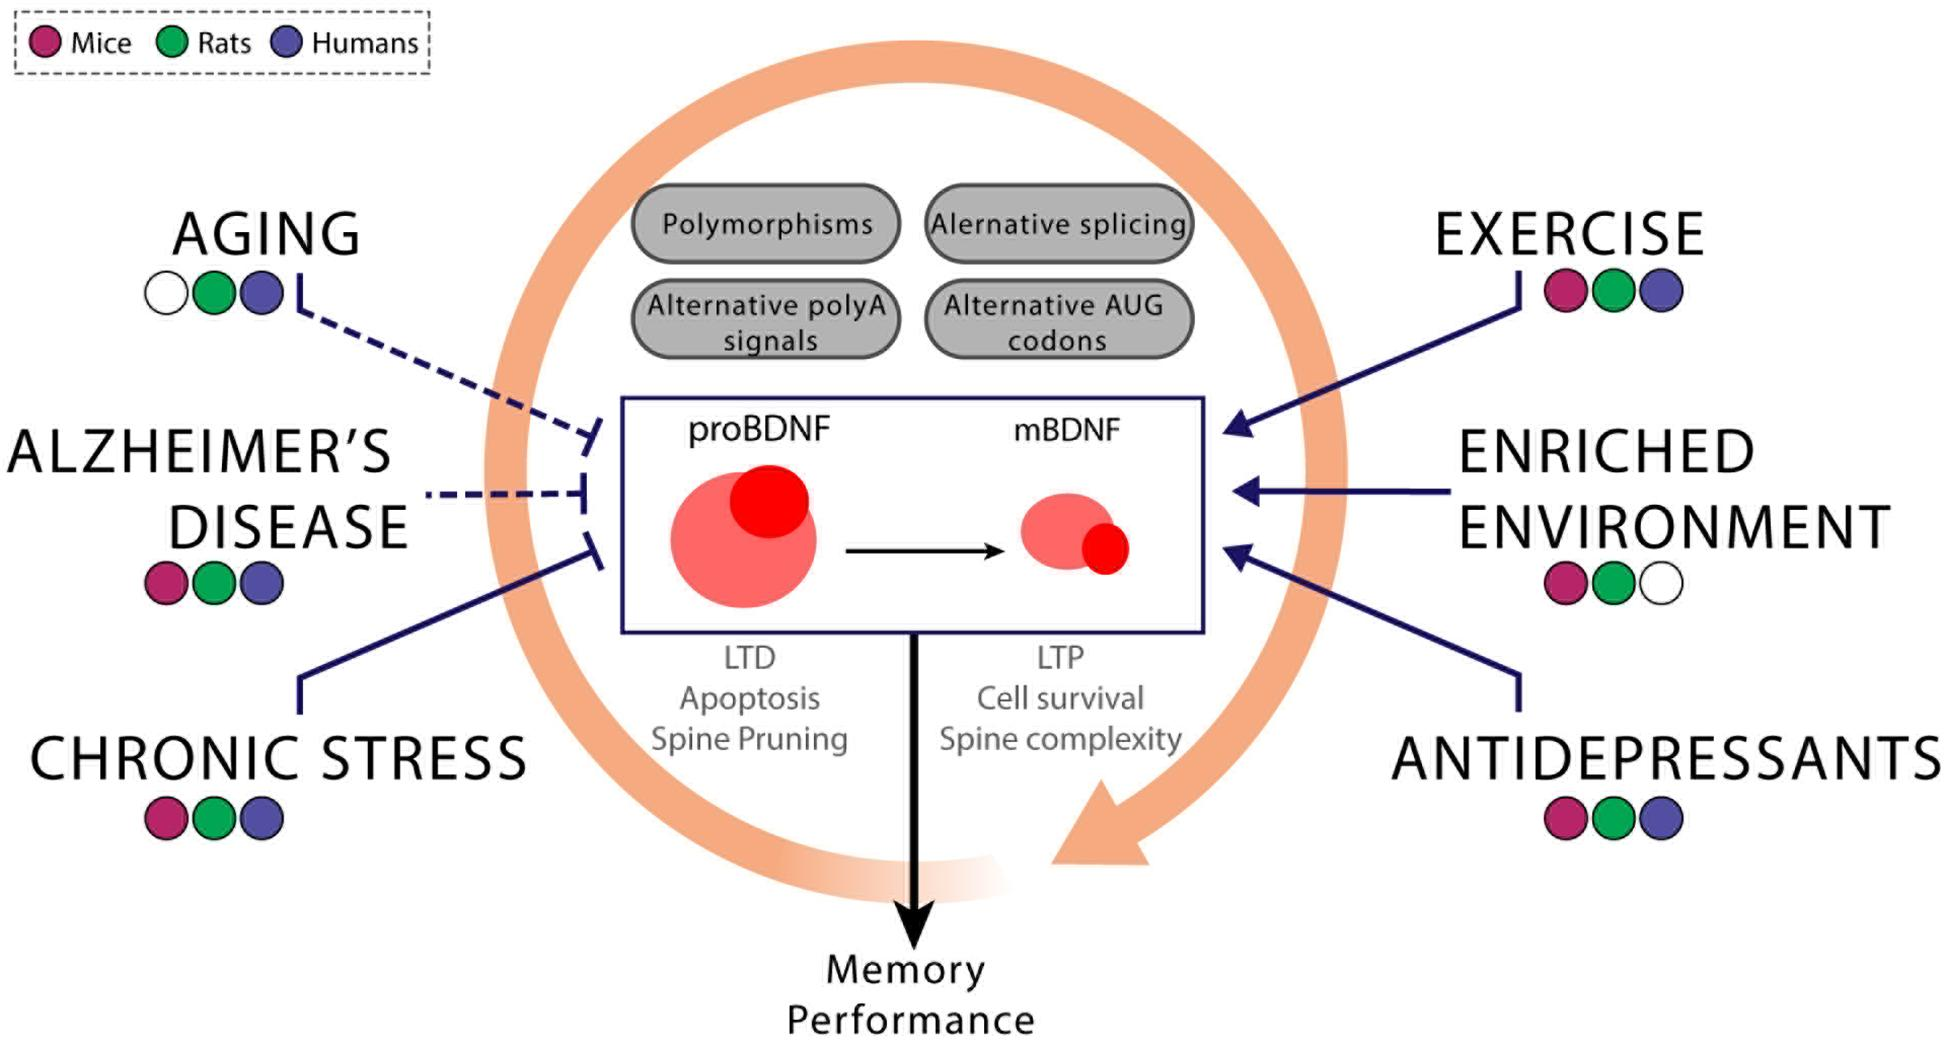 Mice Rats Humans
AGING
ALZHEIMER'S
DISEASE
CHRONIC STRESS
Polymorphisms
Alernative splicing
Alternative polyA
signals
Alternative AUG
codons
proBDNF
mBDNF
LTD
Apoptosis
Spine Pruning
LTP
Cell survival
Spine complexity
EXERCISE
ENRICHED
ENVIRONMENT
ANTIDEPRESSANTS
Memory
Performance